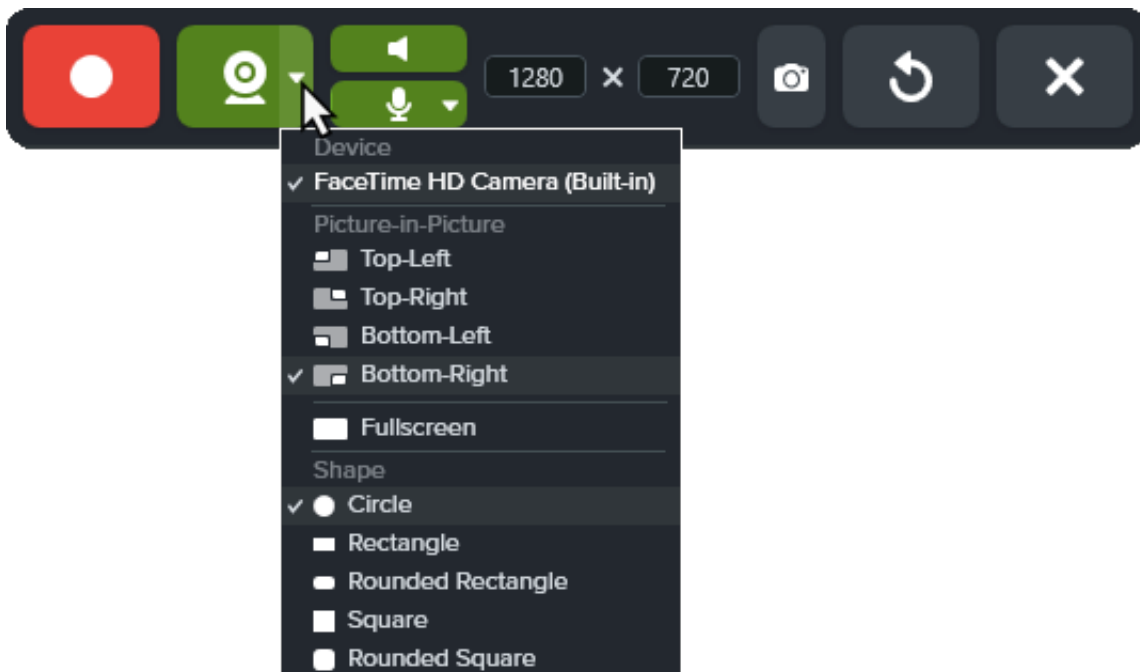 1280 × 720
Device
FaceTime HD Camera (Built-in)
Picture-in-Picture
Top-Left
Top-Right
Bottom-Left
Bottom-Right
Fullscreen
Shape
Circle
Rectangle
Rounded Rectangle
Square
Rounded Square